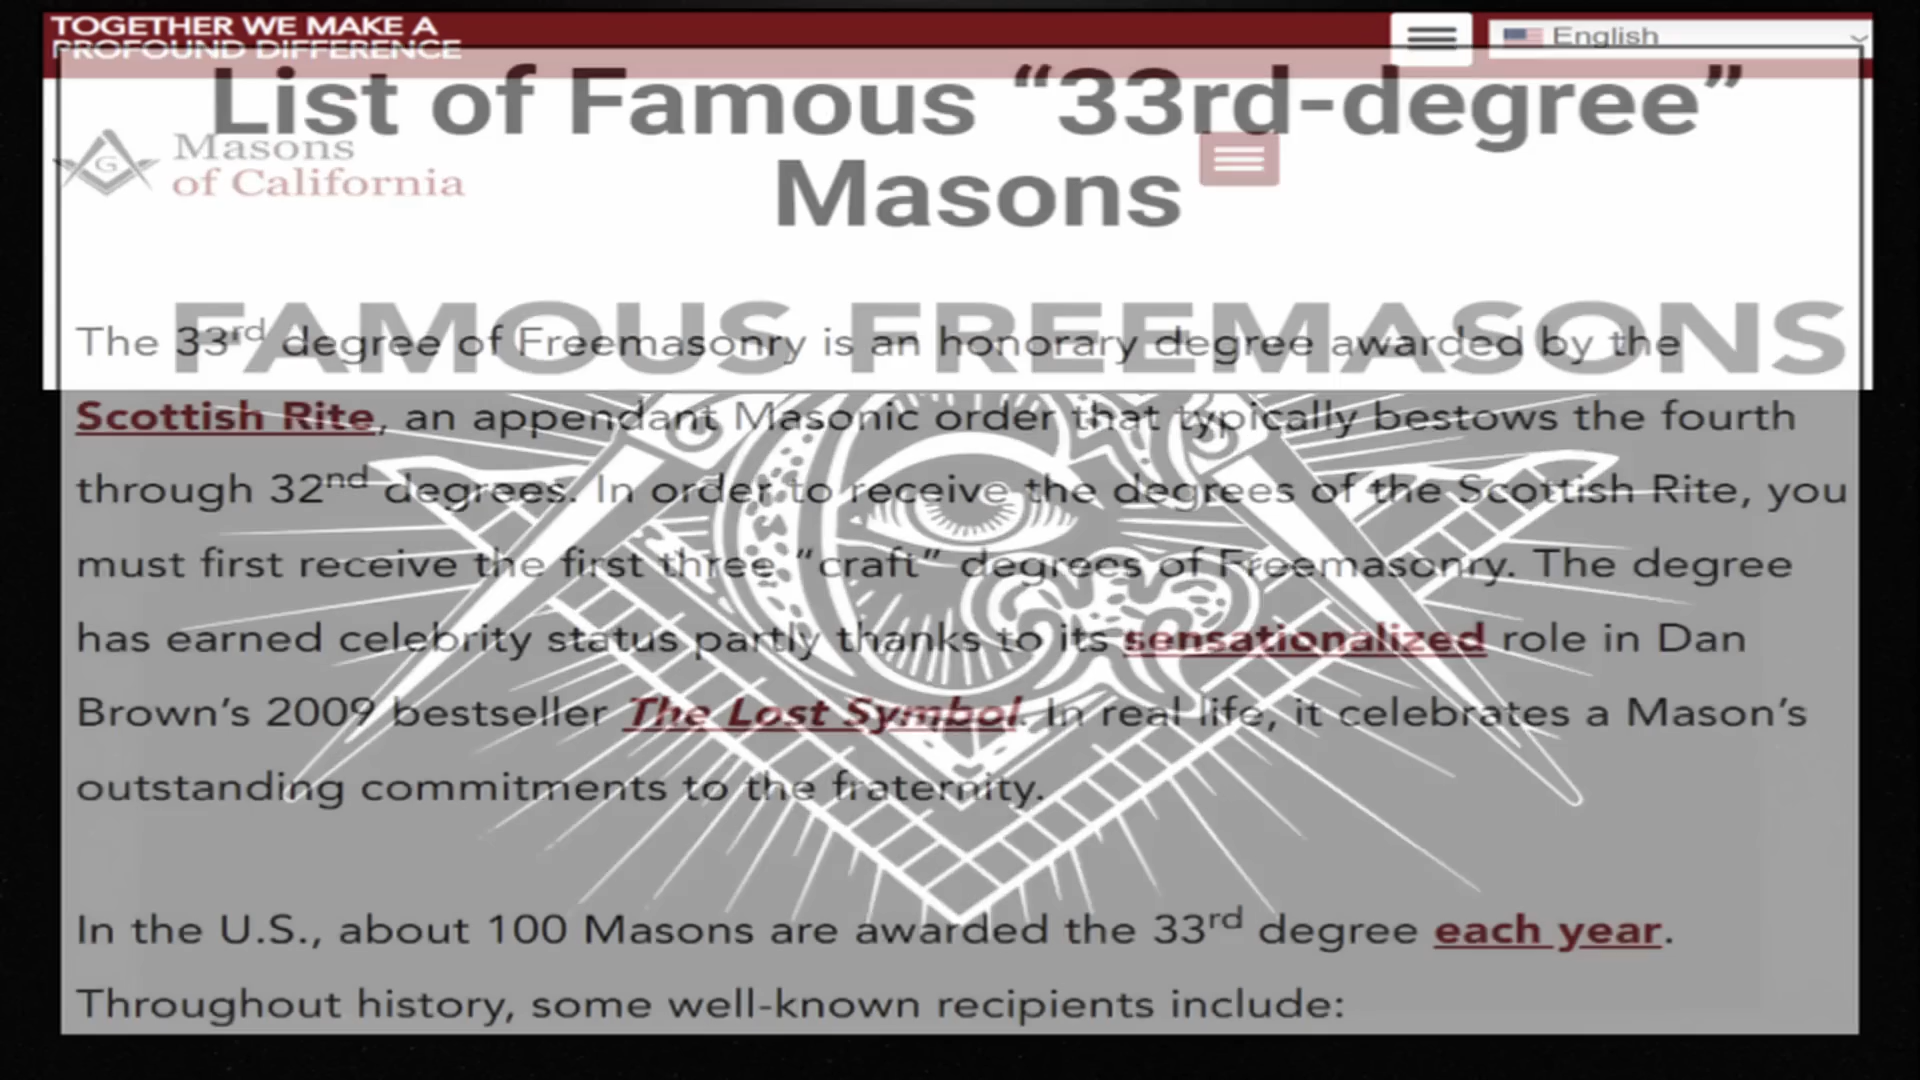 TOGETHER WE MAKE A
PROFOUND DIFFERENCE
English
List of Famous “33rd-degree”
Masons
G
Masons
of California
FAMOUS FREEMASONS
The 33rd degree of Freemasonry is an honorary degree awarded by the
Scottish Rite, an appendant Masonic order that typically bestows the fourth
through 32nd degrees. In order to receive the degrees of the Scottish Rite, you
must first receive the first three “craft” degrees of Freemasonry. The degree
has earned celebrity status partly thanks to its sensationalized role in Dan
Brown’s 2009 bestseller The Lost Symbol. In real life, it celebrates a Mason’s
outstanding commitments to the fraternity.
In the U.S., about 100 Masons are awarded the 33rd degree each year.
Throughout history, some well-known recipients include: